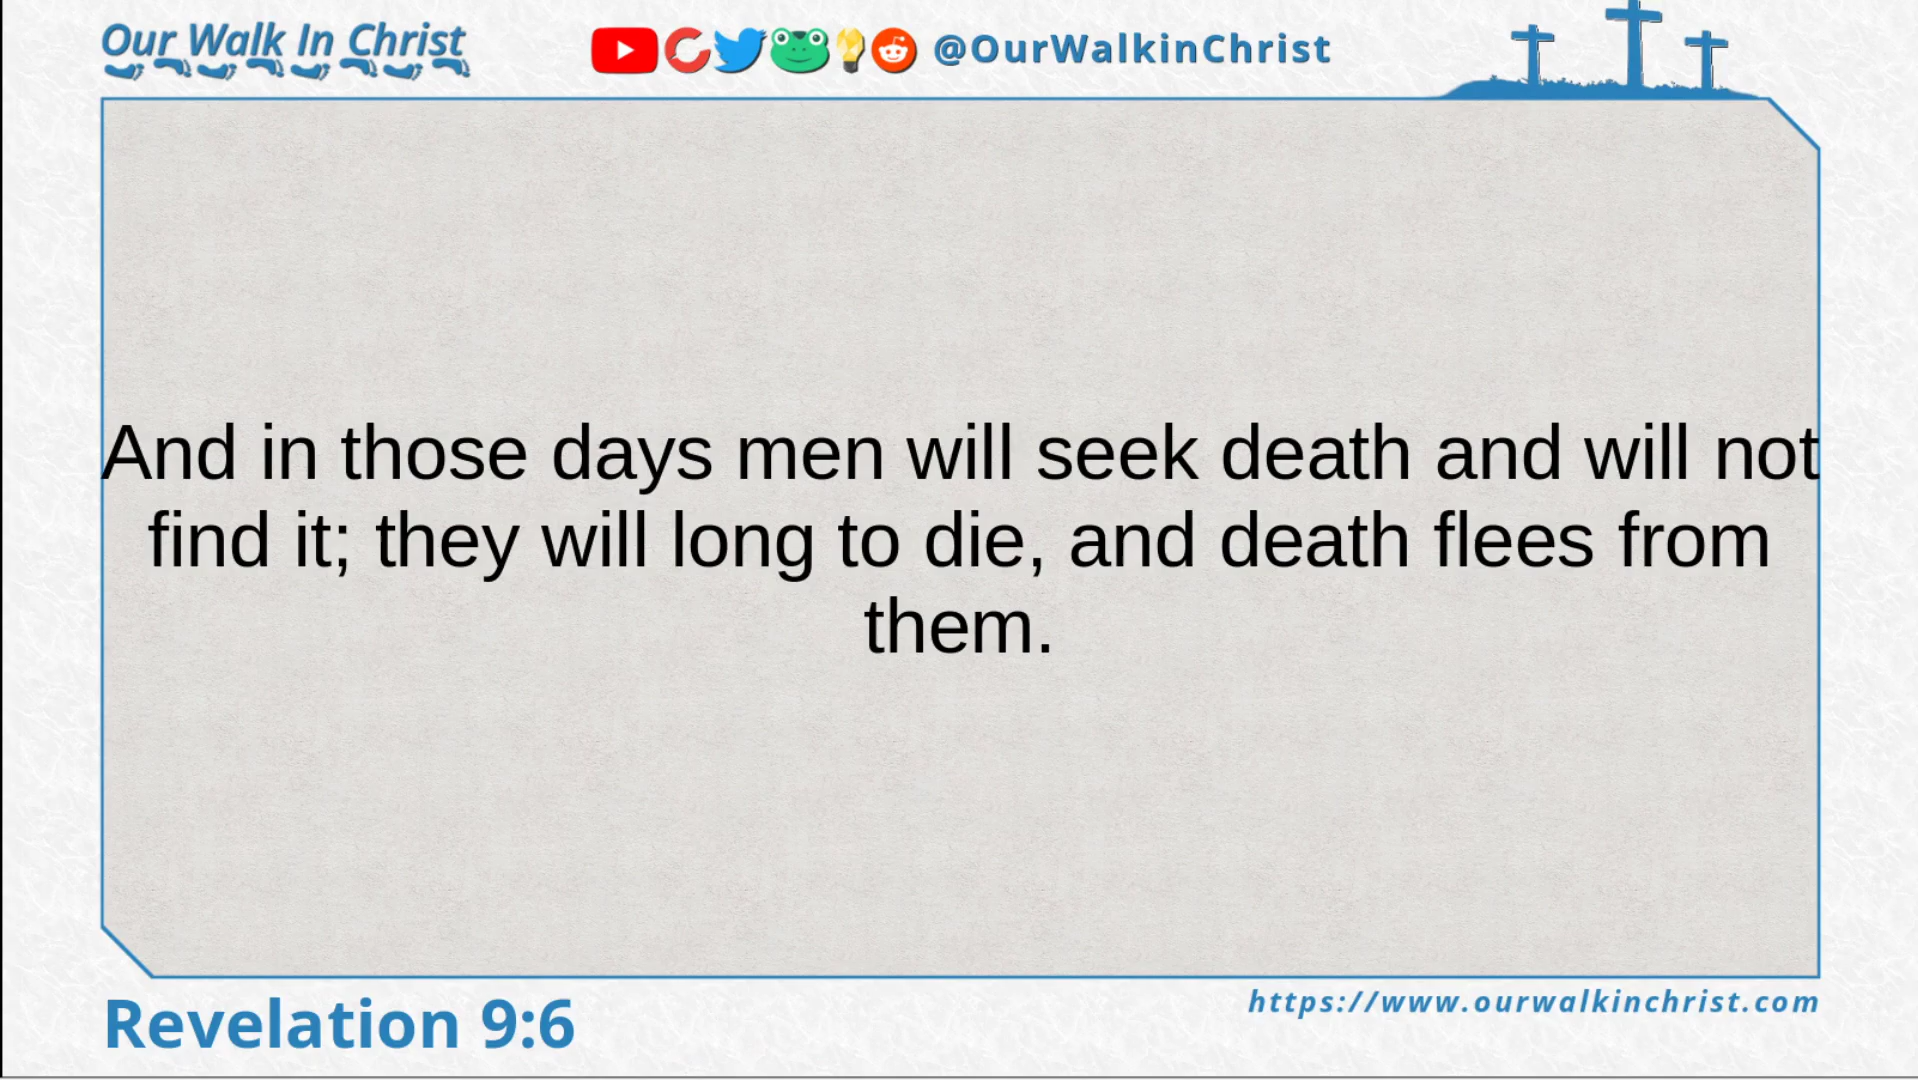 Our Walk In Christ
@OurWalkinChrist
And in those days men will seek death and will not
find it; they will long to die, and death flees from
them.
Revelation 9:6
https://www.ourwalkinchrist.com